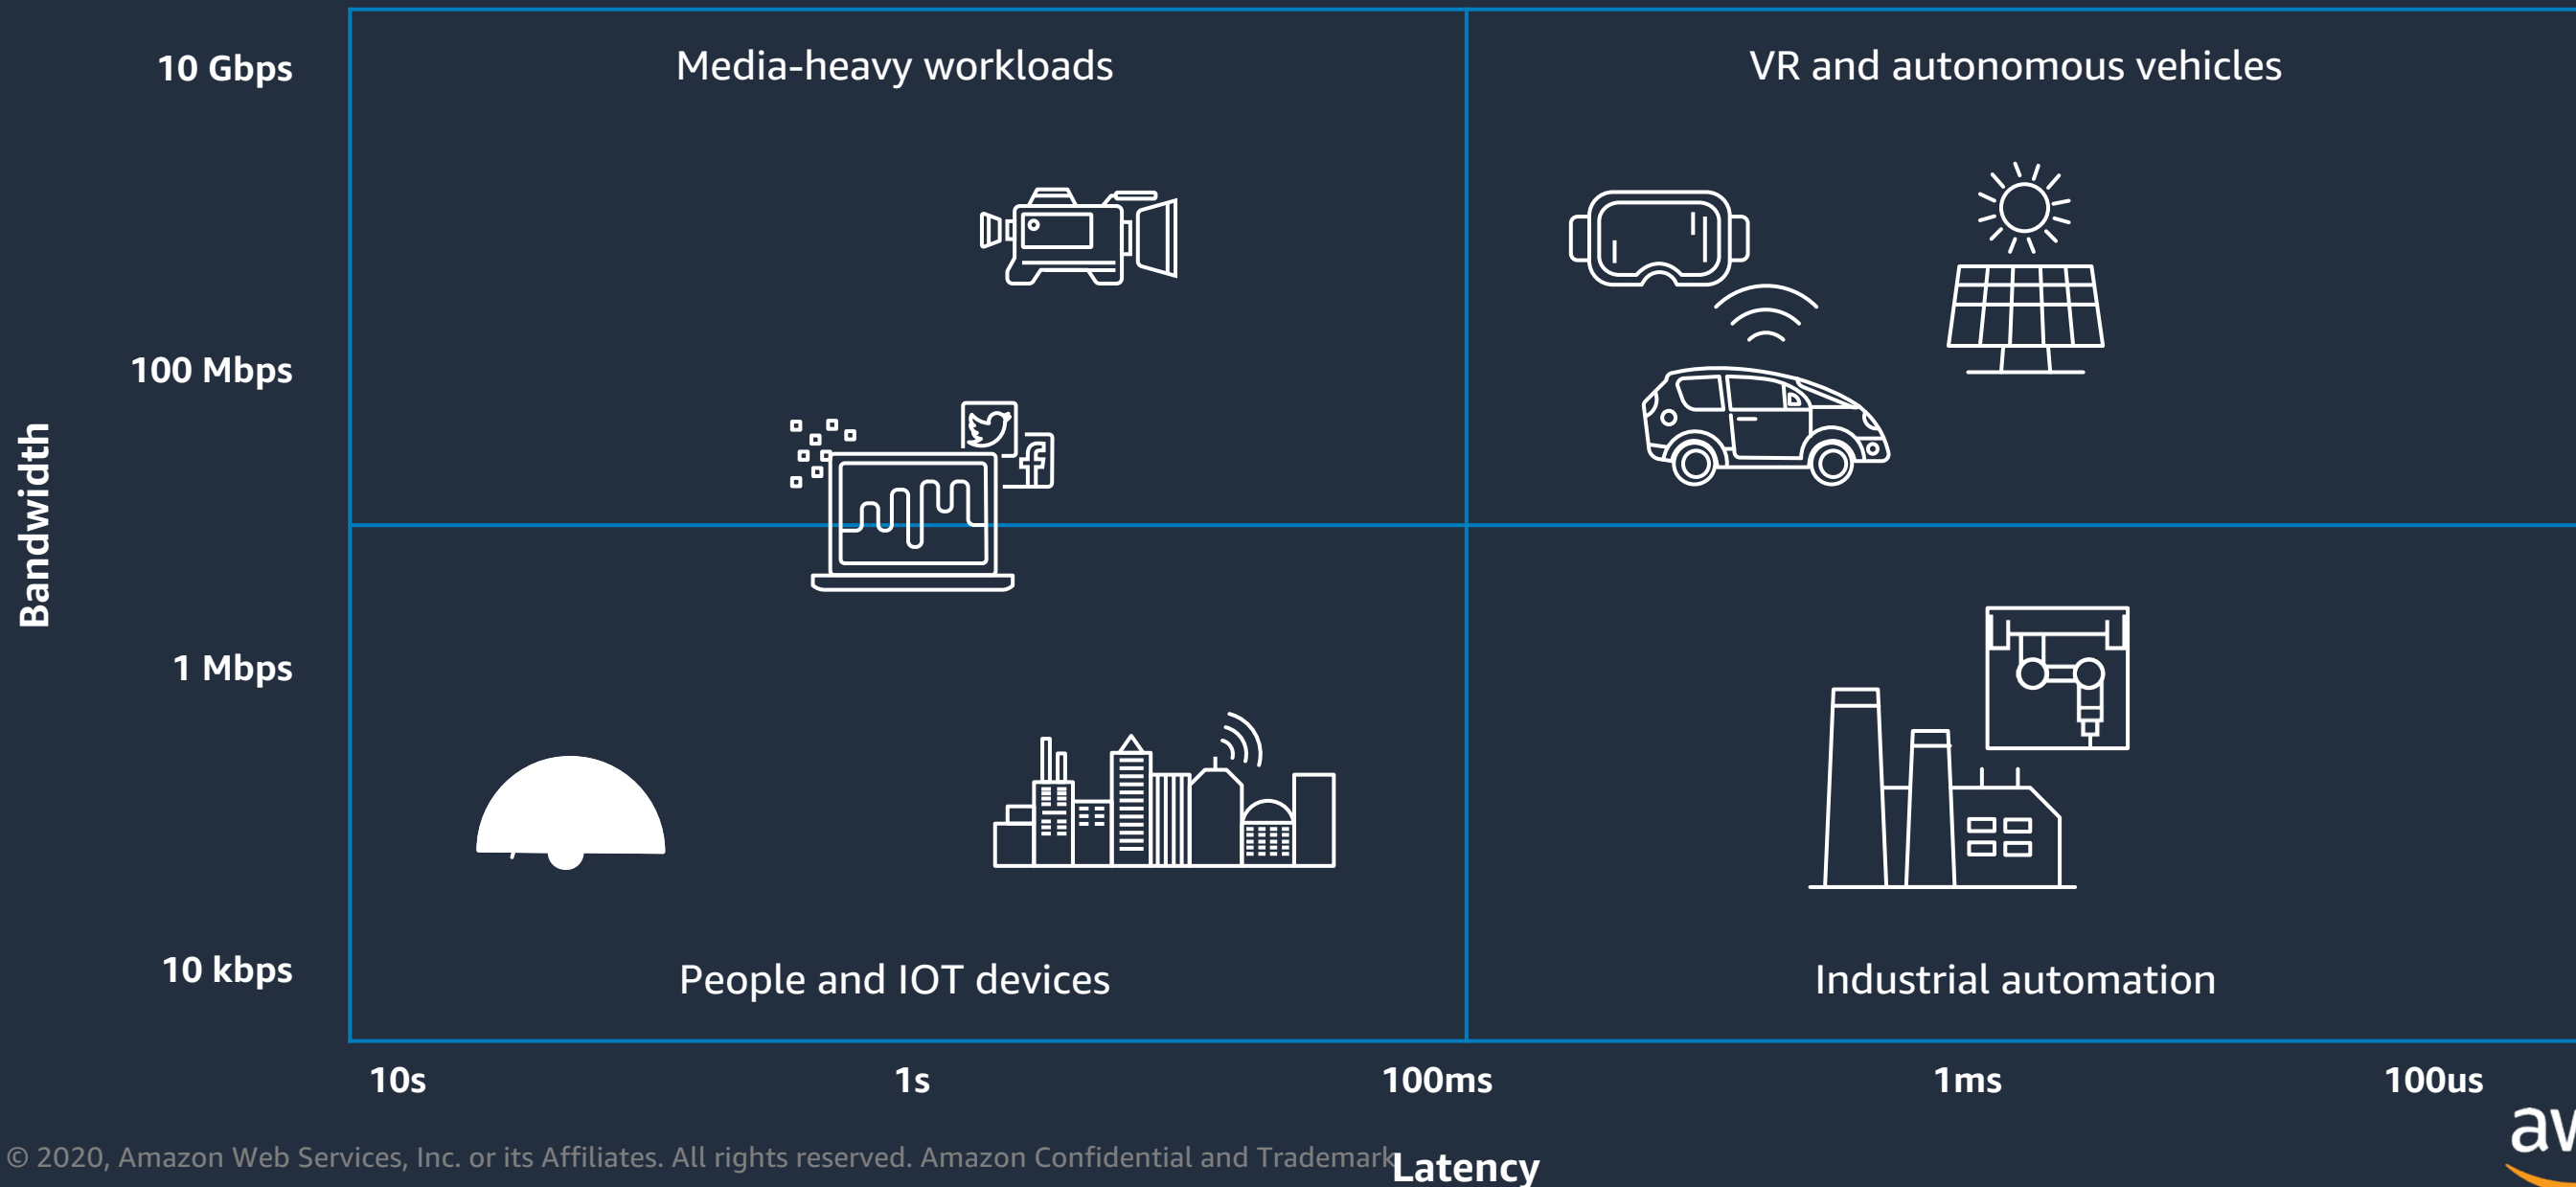 10 Gbps
Media-heavy workloads
VR and autonomous vehicles
100 Mbps
Bandwidth
1 Mbps
10 kbps
People and IOT devices
Industrial automation
10s
1s
100ms
1ms
100us
© 2020, Amazon Web Services, Inc. or its Affiliates. All rights reserved. Amazon Confidential and Trademark
Latency